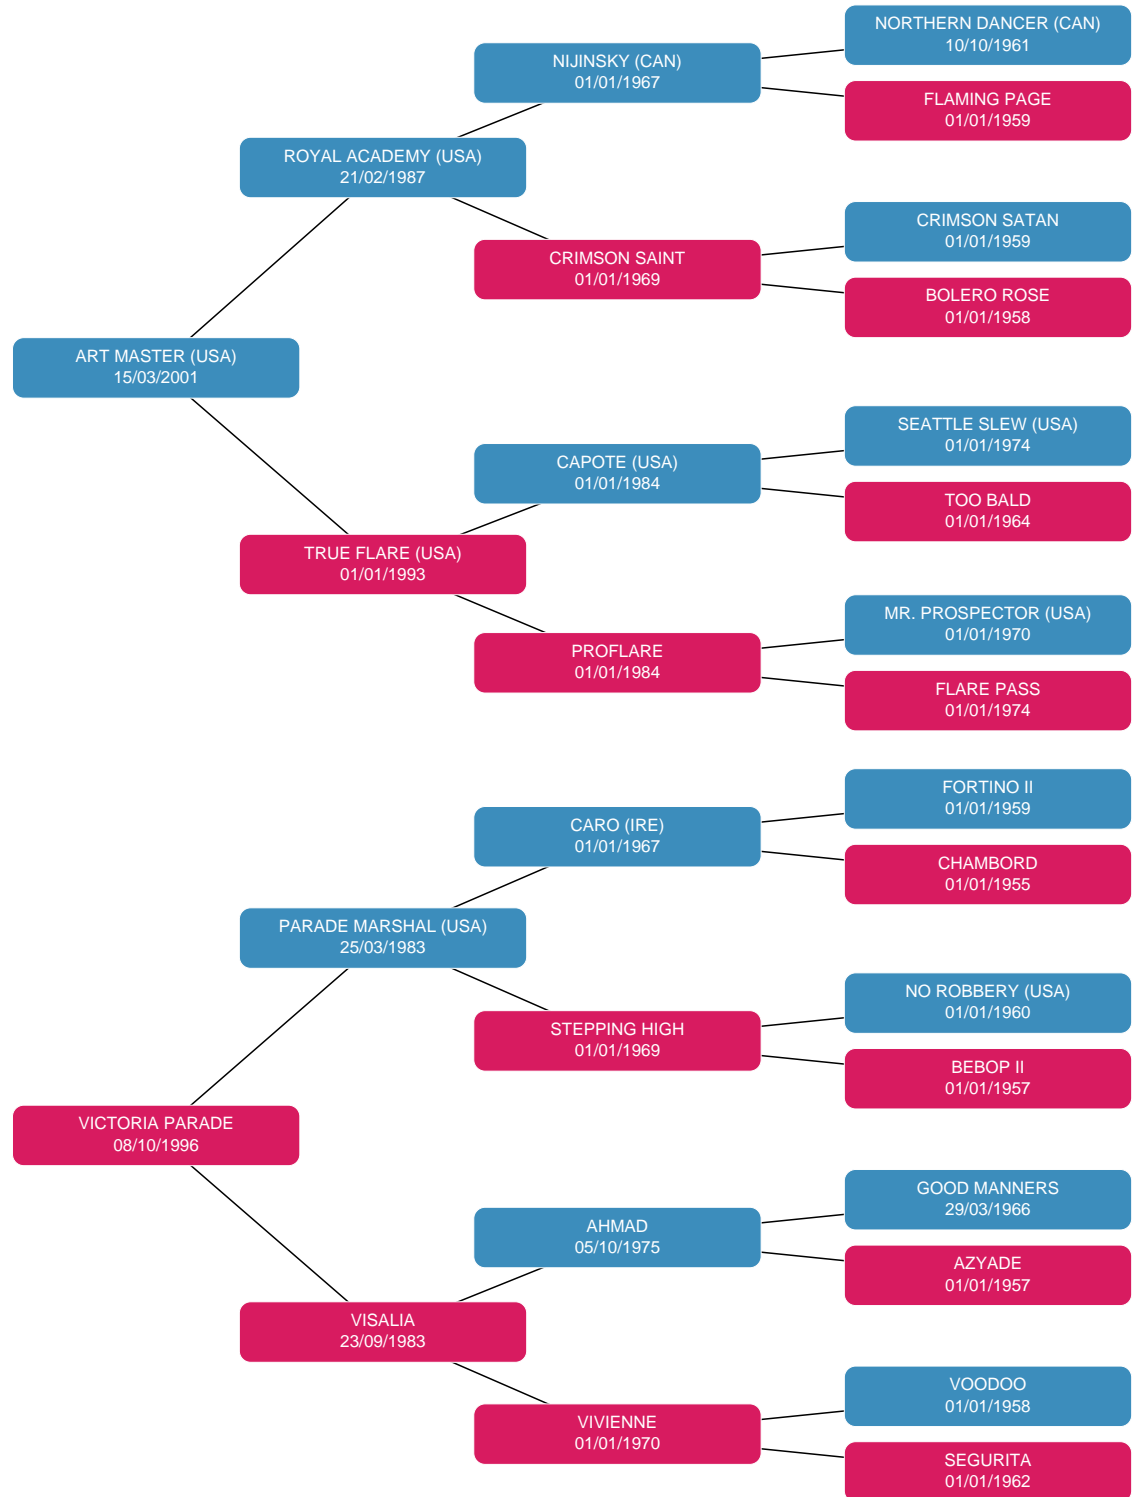 NORTHERN DANCER (CAN)
10/10/1961
NIJINSKY (CAN)
01/01/1967
FLAMING PAGE
01/01/1959
ROYAL ACADEMY (USA)
21/02/1987
CRIMSON SATAN
01/01/1959
CRIMSON SAINT
01/01/1969
BOLERO ROSE
01/01/1958
ART MASTER (USA)
15/03/2001
SEATTLE SLEW (USA)
01/01/1974
CAPOTE (USA)
01/01/1984
TOO BALD
01/01/1964
TRUE FLARE (USA)
01/01/1993
MR. PROSPECTOR (USA)
01/01/1970
PROFLARE
01/01/1984
FLARE PASS
01/01/1974
FORTINO II
01/01/1959
CARO (IRE)
01/01/1967
CHAMBORD
01/01/1955
PARADE MARSHAL (USA)
25/03/1983
NO ROBBERY (USA)
01/01/1960
STEPPING HIGH
01/01/1969
BEBOP II
01/01/1957
VICTORIA PARADE
08/10/1996
GOOD MANNERS
29/03/1966
AHMAD
05/10/1975
AZYADE
01/01/1957
VISALIA
23/09/1983
VOODOO
01/01/1958
VIVIENNE
01/01/1970
SEGURITA
01/01/1962